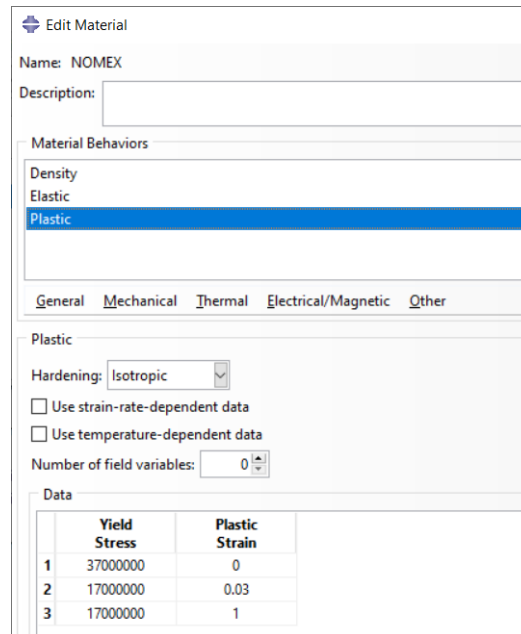 Edit Material
Name: NOMEX
Description:
Material Behaviors
Density
Elastic
Plastic
General Mechanical Thermal Electrical/Magnetic Other
Plastic
Hardening: Isotropic
Use strain-rate-dependent data
Use temperature-dependent data
Number of field variables: 0
Data
Yield Plastic
Stress Strain
1 37000000 0
2 17000000 0.03
3 17000000 1